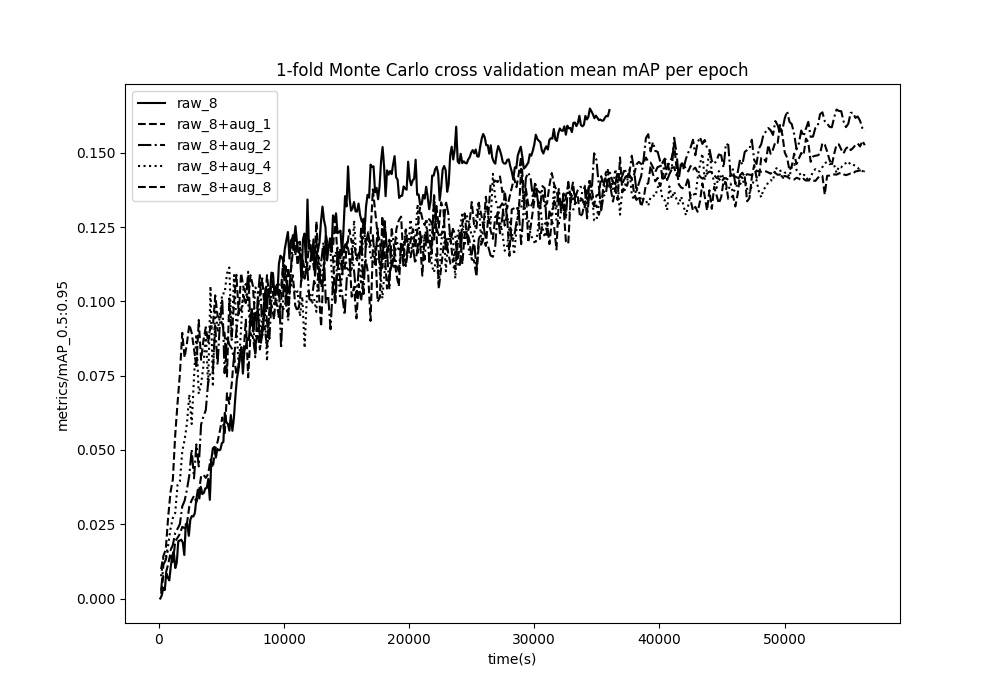 1-fold Monte Carlo cross validation mean mAP per epoch
raw_8
raw_8+aug_1
raw_8+aug_2
raw_8+aug_4
raw_8+aug_8
metrics/mAP_0.5:0.95
0.150
0.125
0.100
0.075
0.050
0.025
0.000
0
10000
20000
30000
40000
50000
time(s)